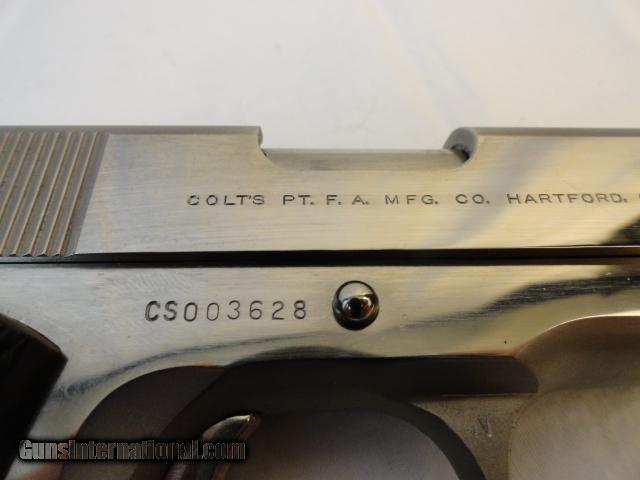 COLT'S PT. F. A. MFG. CO. HARTFORD.
CS003628
N
GunsInternational.com